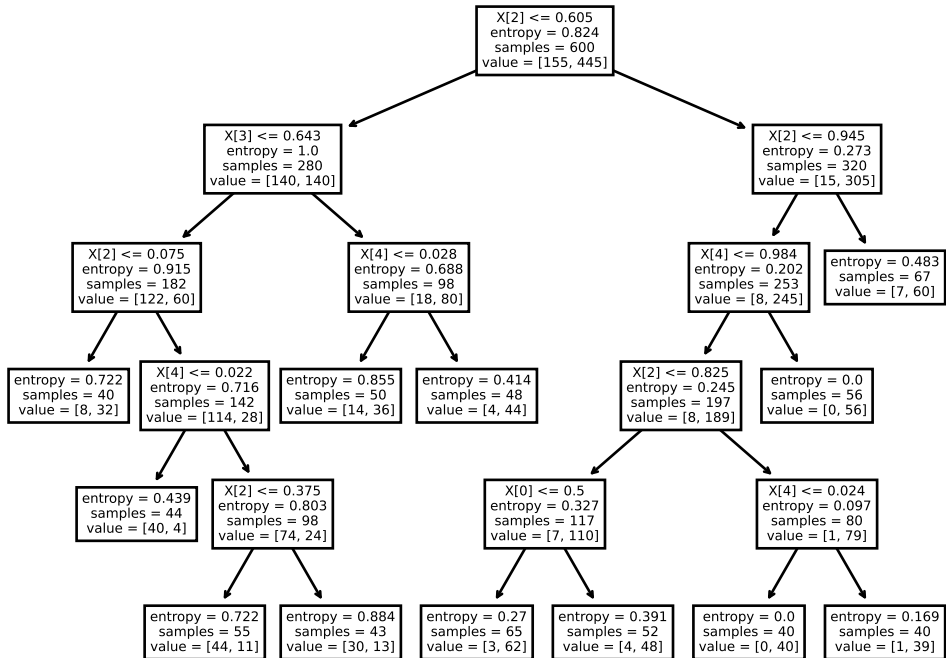 X[2] <= 0.605
entropy = 0.824
samples = 600
value = [155, 445]
X[3] <= 0.643
entropy = 1.0
samples = 280
value = [140, 140]
X[2] <= 0.945
entropy = 0.273
samples = 320
value = [15, 305]
X[2] <= 0.075
entropy = 0.915
samples = 182
value = [122, 60]
X[4] <= 0.028
entropy = 0.688
samples = 98
value = [18, 80]
X[4] <= 0.984
entropy = 0.202
samples = 253
value = [8, 245]
entropy = 0.483
samples = 67
value = [7, 60]
entropy = 0.722
samples = 40
value = [8, 32]
X[4] <= 0.022
entropy = 0.716
samples = 142
value = [114, 28]
entropy = 0.855
samples = 50
value = [14, 36]
entropy = 0.414
samples = 48
value = [4, 44]
X[2] <= 0.825
entropy = 0.245
samples = 197
value = [8, 189]
entropy = 0.0
samples = 56
value = [0, 56]
entropy = 0.439
samples = 44
value = [40, 4]
X[2] <= 0.375
entropy = 0.803
samples = 98
value = [74, 24]
X[0] <= 0.5
entropy = 0.327
samples = 117
value = [7, 110]
X[4] <= 0.024
entropy = 0.097
samples = 80
value = [1, 79]
entropy = 0.722
samples = 55
value = [44, 11]
entropy = 0.884
samples = 43
value = [30, 13]
entropy = 0.27
samples = 65
value = [3, 62]
entropy = 0.391
samples = 52
value = [4, 48]
entropy = 0.0
samples = 40
value = [0, 40]
entropy = 0.169
samples = 40
value = [1, 39]